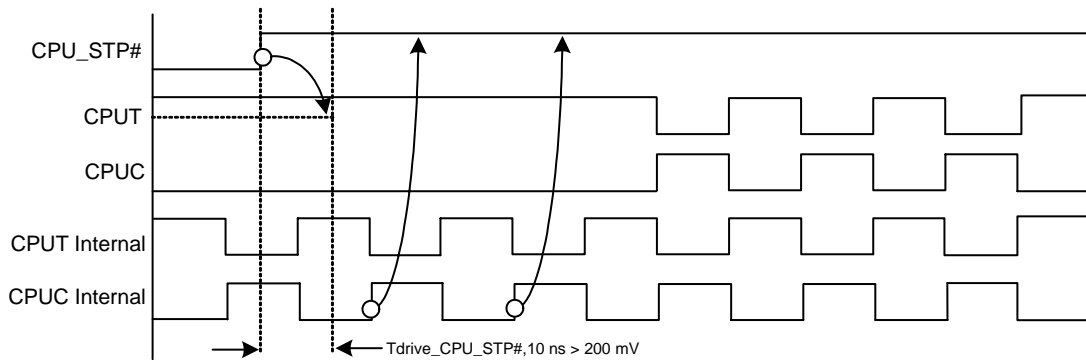 CPU_STP#
CPUT
CPUC
CPUT Internal
CPUC Internal
Tdrive_CPU_STP#,10 ns > 200 mV